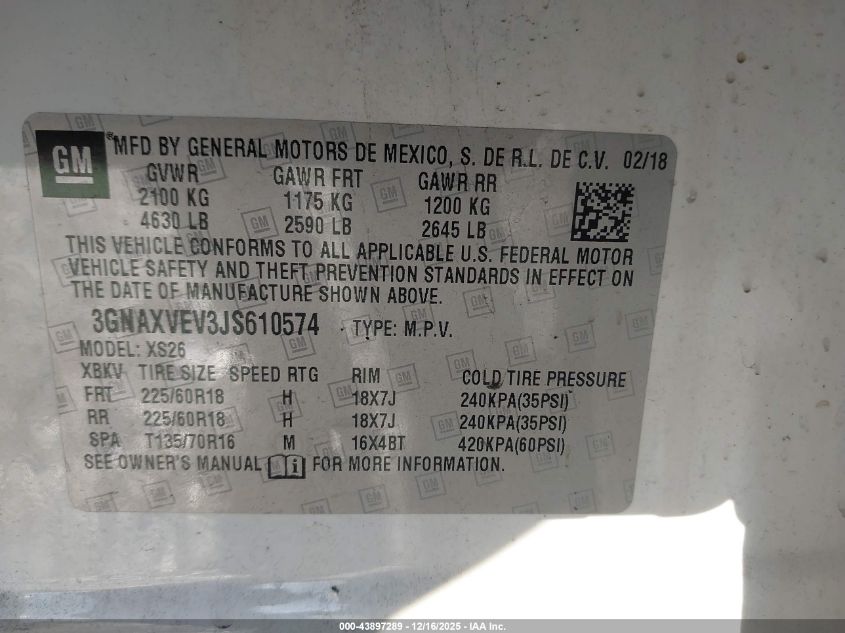 GM ®MFD BY GENERAL MOTORS DE MEXICO, S. DE R.L. DE C.V. 02/18
GVWR GAWR FRT GAWR RR
2100 KG 1175 KG 1200 KG
4630 LB 2590 LB 2645 LB
THIS VEHICLE CONFORMS TO ALL APPLICABLE U.S. FEDERAL MOTOR
VEHICLE SAFETY AND THEFT PREVENTION STANDARDS IN EFFECT ON
THE DATE OF MANUFACTURE SHOWN ABOVE.
3GNAXVEV3JS610574 TYPE: M.P.V.
MODEL: XS26
XBKV TIRE SIZE SPEED RTG RIM COLD TIRE PRESSURE
FRT 225/60R18 H 18X7J 240KPA(35PSI)
RR 225/60R18 H 18X7J 240KPA(35PSI)
SPA T135/70R16 M 16X4BT 420KPA(60PSI)
SEE OWNER'S MANUAL i FOR MORE INFORMATION.
000-43897289 - 12/16/2025 - IAA Inc.